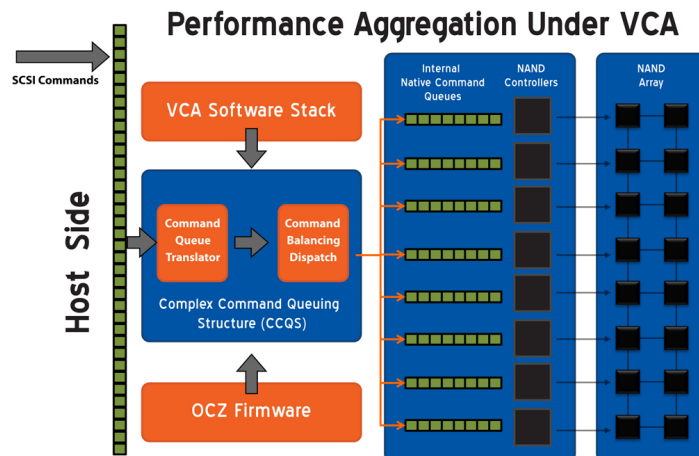 Performance Aggregation Under VCA
SCSI Commands
Host Side
VCA Software Stack
Command
Queue
Translator
Command
Balancing
Dispatch
Complex Command Queuing
Structure (CCQS)
OCZ Firmware
Internal
Native Command
Queues
NAND
Controllers
NAND
Array